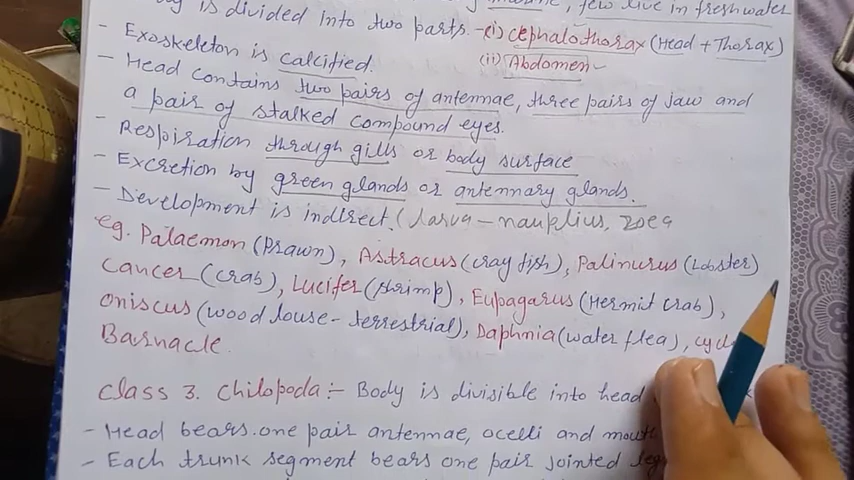 is divided into two parts - (i) Cephalothorax (Head + Thorax)
few live in freshwater
(ii) Abdomen
- Exoskeleton is calcified.
- Head contains two pairs of antennae, three pairs of jaw and
a pair of stalked compound eyes.
- Respiration through gills or body surface
- Excretion by green glands or antennary glands.
- Development is indirect. (larva - nauplius, zoea
eg. Palaemon (Prawn), Astracus (cray fish), Palinurus (Lobster)
Cancer (crab), Lucifer (shrimp), Eupagarus (Hermit crab),
Oniscus (wood louse - terrestrial), Daphnia (water flea),
Barnacle.
Class 3. Chilopoda :- Body is divisible into head
- Head bears one pair antennae, ocelli and
- Each trunk segment bears one pair jointed